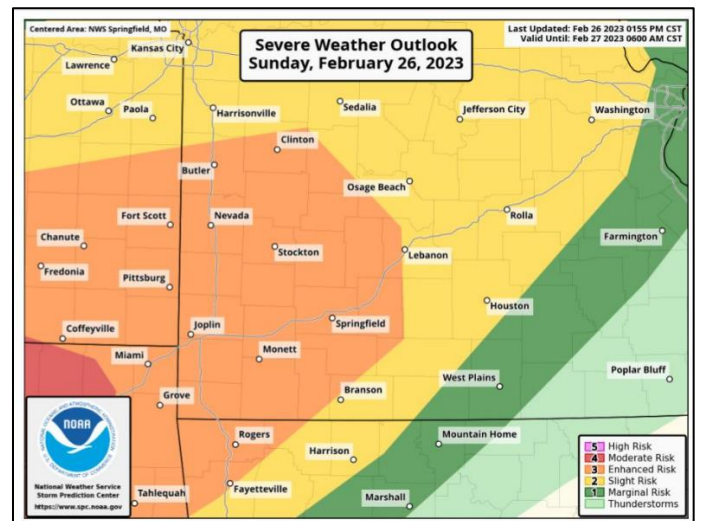 Centered Area: NWS Springfield, MO
Severe Weather Outlook
Sunday, February 26, 2023
Last Updated: Feb 26 2023 0155 PM CST
Valid Until: Feb 27 2023 0600 AM CST
Kansas City
Lawrence
Ottawa
Paola
Harrisonville
Sedalia
Jefferson City
Washington
Clinton
Butler
Osage Beach
Fort Scott
Nevada
Rolla
Chanute
Stockton
Lebanon
Farmington
Fredonia
Pittsburg
Houston
Coffeyville
Joplin
Springfield
Miami
Monett
Poplar Bluff
Grove
Branson
West Plains
Rogers
Harrison
Mountain Home
Tahlequah
Fayetteville
Marshall
NOAA
National Weather Service
Storm Prediction Center
https://www.spc.noaa.gov
5 High Risk
4 Moderate Risk
3 Enhanced Risk
2 Slight Risk
1 Marginal Risk
Thunderstorms